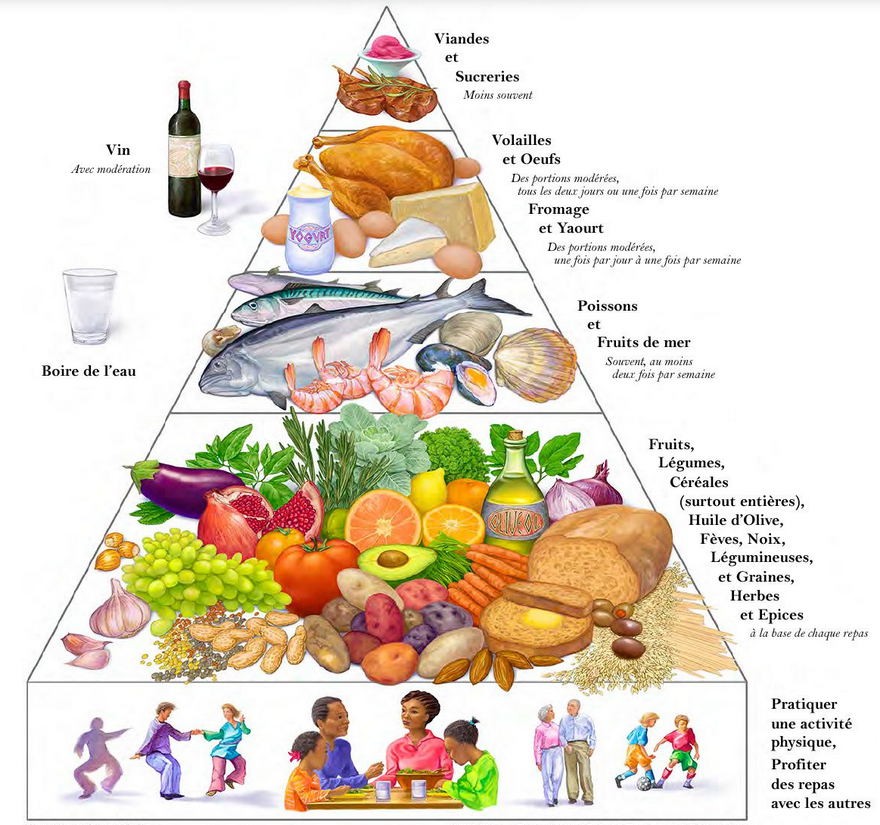 Viandes
et
Sucreries
Moins souvent
Vin
Avec modération
Volailles
et Oeufs
Des portions modérées,
tous les deux jours ou une fois par semaine
Fromage
et Yaourt
Des portions modérées,
une fois par jour à une fois par semaine
YOGURT
Boire de l'eau
Poissons
et
Fruits de mer
Souvent, au moins
deux fois par semaine
Fruits,
Légumes,
Céréales
(surtout entières),
Huile d'Olive,
Fèves, Noix,
Légumineuses,
et Graines,
Herbes
et Epices
à la base de chaque repas
OLIVE OIL
Pratiquer
une activité
physique,
Profiter
des repas
avec les autres